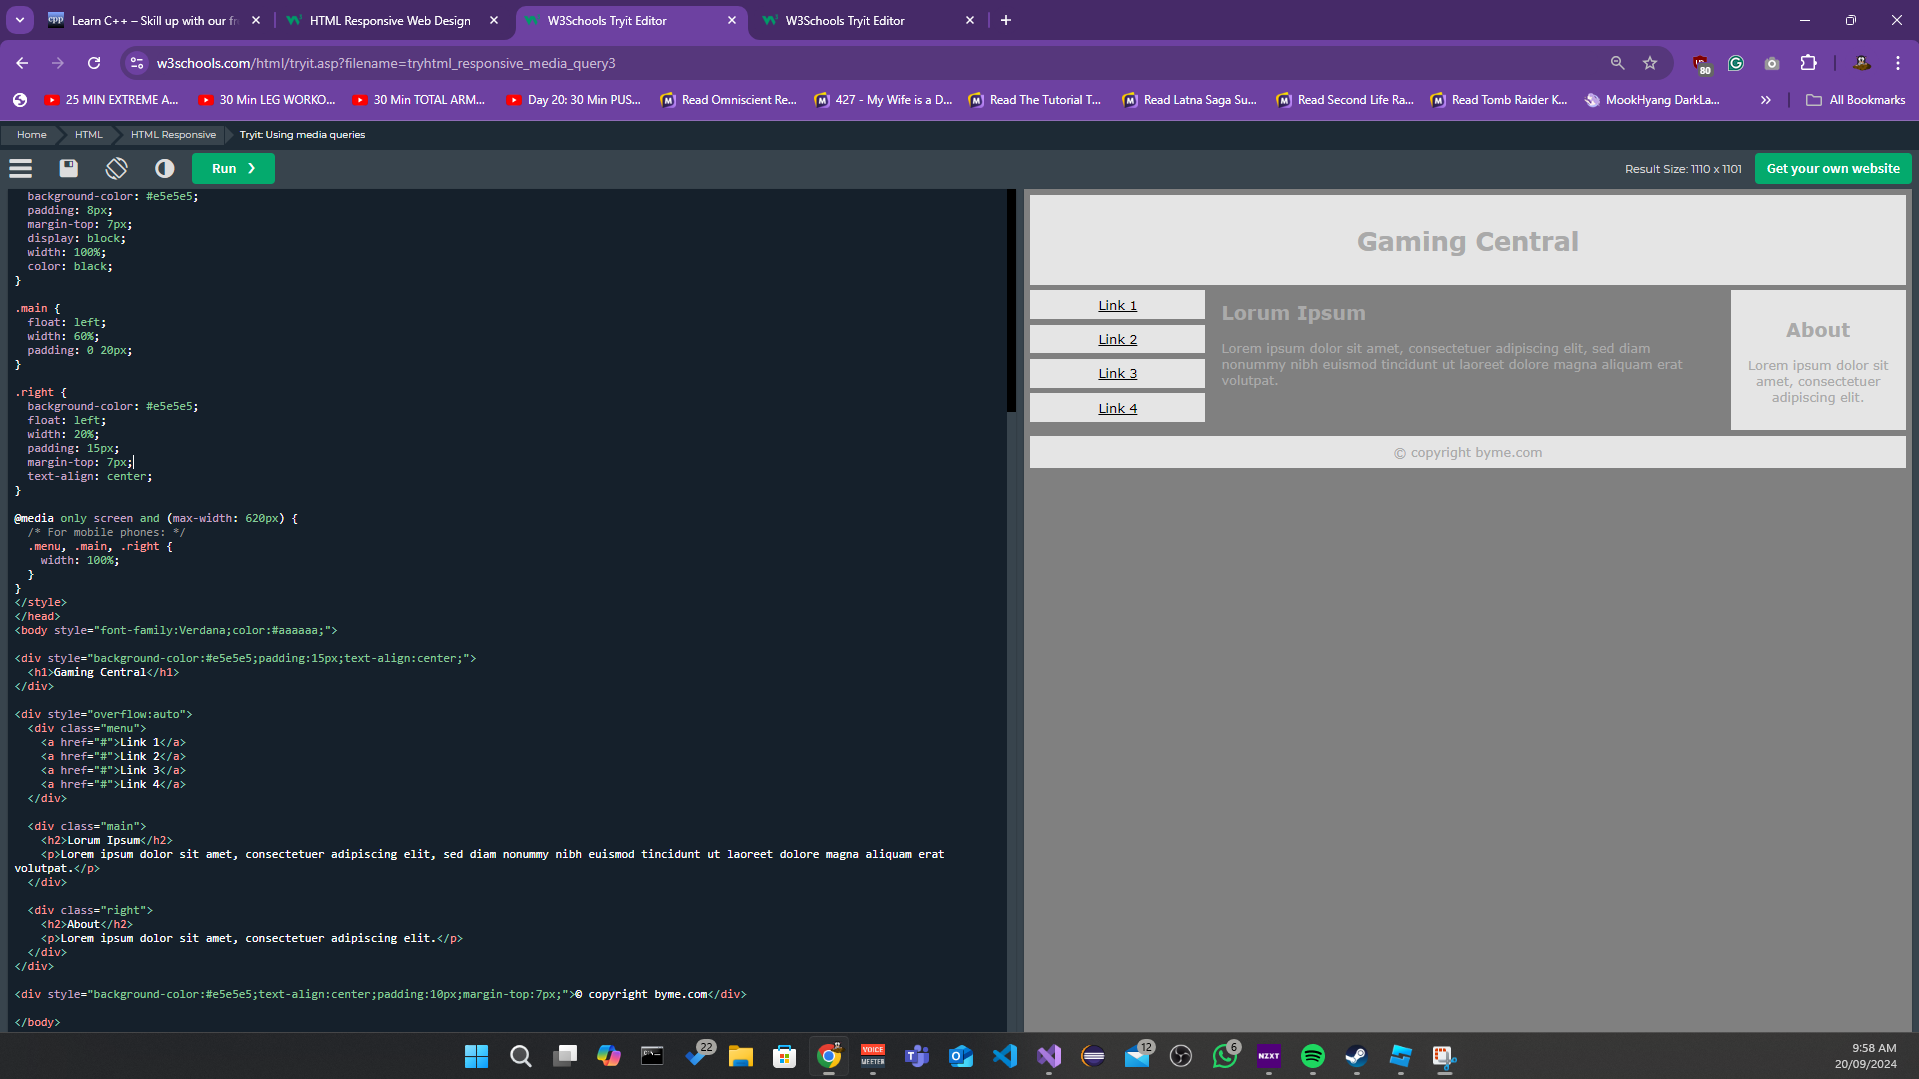 Learn C++ – Skill up with our fr
HTML Responsive Web Design
W3Schools Tryit Editor
W3Schools Tryit Editor
w3schools.com/html/tryit.asp?filename=tryhtml_responsive_media_query3
80
25 MIN EXTREME A...
30 Min LEG WORKO...
30 Min TOTAL ARM...
Day 20: 30 Min PUS...
Read Omniscient Re...
427 - My Wife is a D...
Read The Tutorial T...
Read Latna Saga Su...
Read Second Life Ra...
Read Tomb Raider K...
MookHyang DarkLa...
All Bookmarks
Home
HTML
HTML Responsive
Tryit: Using media queries
Run ❯
Result Size: 1110 x 1101
Get your own website
background-color: #e5e5e5;
padding: 8px;
margin-top: 7px;
display: block;
width: 100%;
color: black;
}
.main {
float: left;
width: 60%;
padding: 0 20px;
}
.right {
background-color: #e5e5e5;
float: left;
width: 20%;
padding: 15px;
margin-top: 7px;
text-align: center;
}
@media only screen and (max-width: 620px) {
/* For mobile phones: */
.menu, .main, .right {
width: 100%;
}
}
</style>
</head>
<body style="font-family:Verdana;color:#aaaaaa;">
<div style="background-color:#e5e5e5;padding:15px;text-align:center;">
<h1>Gaming Central</h1>
</div>
<div style="overflow:auto">
<div class="menu">
<a href="#">Link 1</a>
<a href="#">Link 2</a>
<a href="#">Link 3</a>
<a href="#">Link 4</a>
</div>
<div class="main">
<h2>Lorum Ipsum</h2>
<p>Lorem ipsum dolor sit amet, consectetuer adipiscing elit, sed diam nonummy nibh euismod tincidunt ut laoreet dolore magna aliquam erat
volutpat.</p>
</div>
<div class="right">
<h2>About</h2>
<p>Lorem ipsum dolor sit amet, consectetuer adipiscing elit.</p>
</div>
</div>
<div style="background-color:#e5e5e5;text-align:center;padding:10px;margin-top:7px;">© copyright byme.com</div>
</body>
Gaming Central
Link 1
Link 2
Link 3
Link 4
Lorum Ipsum
Lorem ipsum dolor sit amet, consectetuer adipiscing elit, sed diam
nonummy nibh euismod tincidunt ut laoreet dolore magna aliquam erat
volutpat.
About
Lorem ipsum dolor sit
amet, consectetuer
adipiscing elit.
© copyright byme.com
22
VOICE
MEETER
12
6
NZXT
9:58 AM
20/09/2024